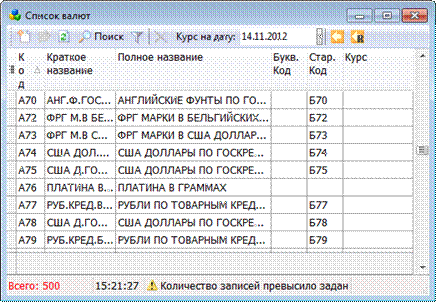 Список валют
Поиск Курс на дату: 14.11.2012
Код Краткое название Полное название Букв. Код Стар. Код Курс
А70 АНГ.Ф.ГОС... АНГЛИЙСКИЕ ФУНТЫ ПО ГО... Б70
А72 ФРГ М.В БЕ... ФРГ МАРКИ В БЕЛЬГИЙСКИХ... Б72
А73 ФРГ М.В С... ФРГ МАРКИ В США ДОЛЛАР... Б73
А74 США ДОЛ.... США ДОЛЛАРЫ ПО ГОСКРЕ... Б74
А75 США Д.ГО... США ДОЛЛАРЫ ПО ГОСКРЕ... Б75
А76 ПЛАТИНА В... ПЛАТИНА В ГРАММАХ
А77 РУБ.КРЕД.... РУБЛИ ПО ТОВАРНЫМ КРЕД... Б77
А78 США Д.ГО... США ДОЛЛАРЫ ПО ГОСКРЕ... Б78
А79 РУБ.КРЕД.Б... РУБЛИ ПО ТОВАРНЫМ КРЕД... Б79
Всего: 500 15:21:27 Количество записей превысило задан